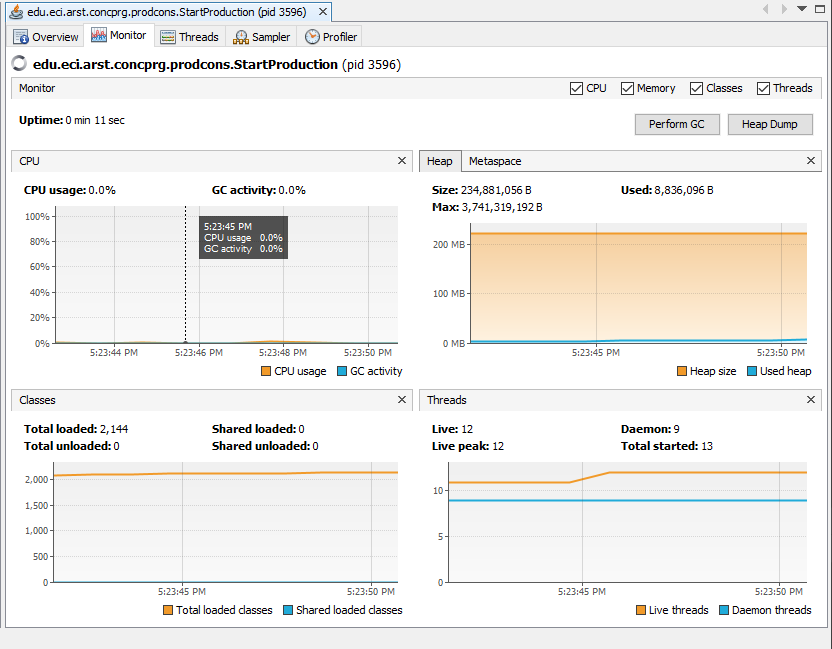 edu.eci.arst.concprg.prodcons.StartProduction (pid 3596)
Overview Monitor Threads Sampler Profiler
edu.eci.arst.concprg.prodcons.StartProduction (pid 3596)
Monitor CPU Memory Classes Threads
Uptime: 0 min 11 sec
Perform GC Heap Dump
CPU
CPU usage: 0.0% GC activity: 0.0%
100%
80%
60%
40%
20%
0%
5:23:45 PM
CPU usage 0.0%
GC activity 0.0%
5:23:44 PM 5:23:46 PM 5:23:48 PM 5:23:50 PM
CPU usage GC activity
Heap Metaspace
Size: 234,881,056 B Used: 8,836,096 B
Max: 3,741,319,192 B
200 MB
100 MB
0 MB
5:23:45 PM 5:23:50 PM
Heap size Used heap
Classes
Total loaded: 2,144 Shared loaded: 0
Total unloaded: 0 Shared unloaded: 0
2,000
1,500
1,000
500
0
5:23:45 PM 5:23:50 PM
Total loaded classes Shared loaded classes
Threads
Live: 12 Daemon: 9
Live peak: 12 Total started: 13
10
5
0
5:23:45 PM 5:23:50 PM
Live threads Daemon threads